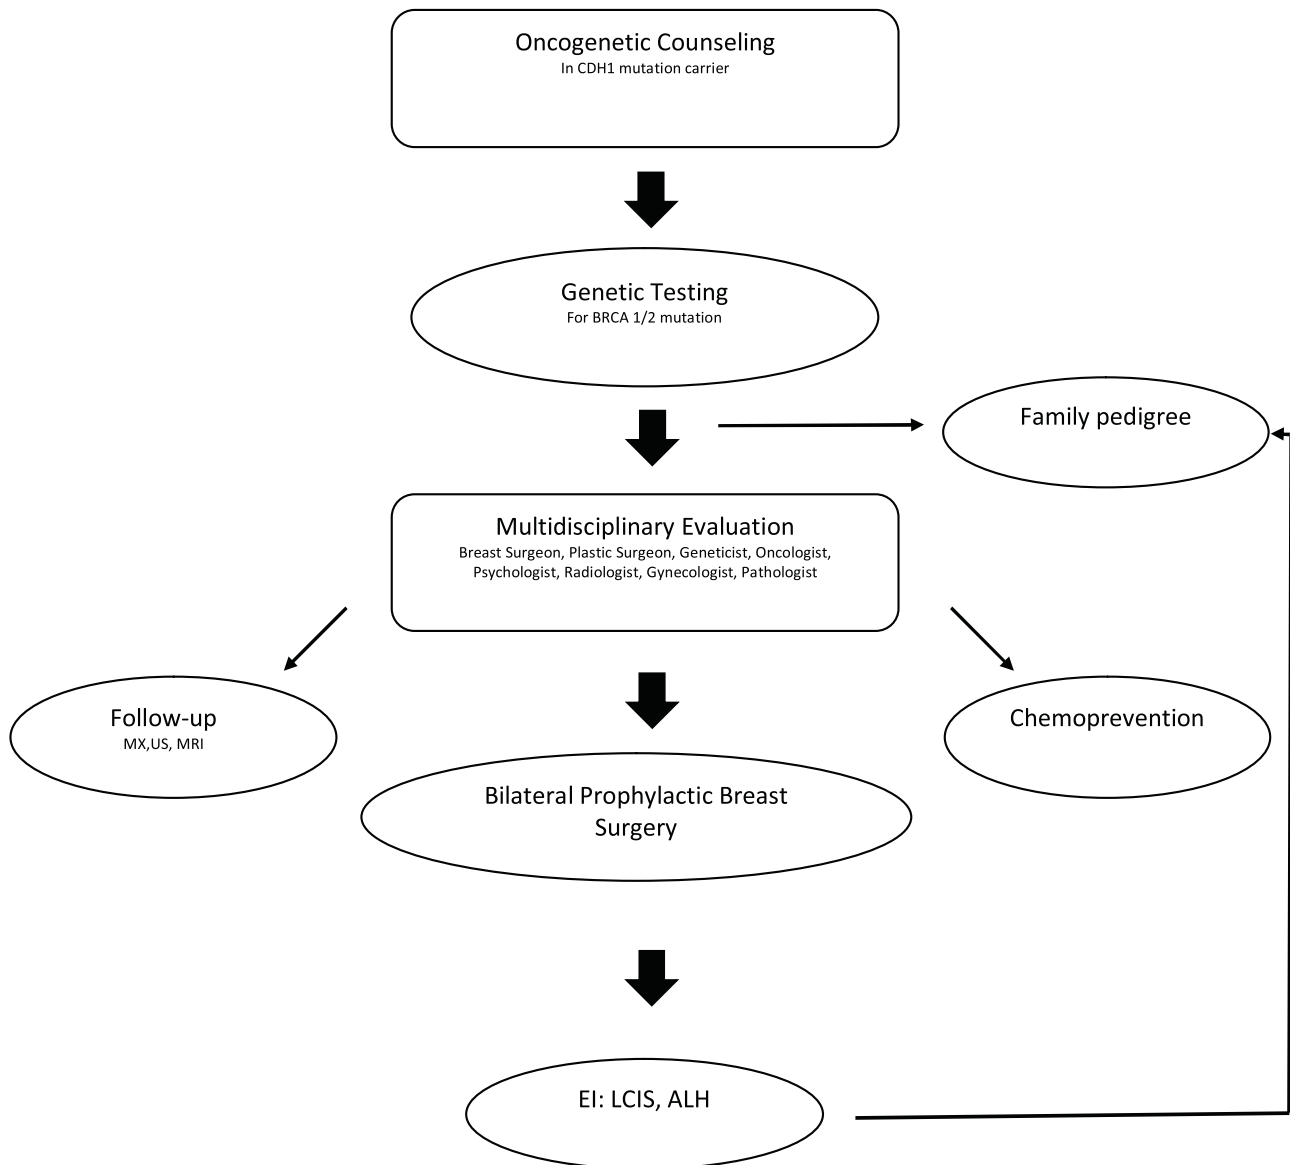 Oncogenetic Counseling
In CDH1 mutation carrier
Genetic Testing
For BRCA 1/2 mutation
Family pedigree
Multidisciplinary Evaluation
Breast Surgeon, Plastic Surgeon, Geneticist, Oncologist,
Psychologist, Radiologist, Gynecologist, Pathologist
Follow-up
MX,US, MRI
Chemoprevention
Bilateral Prophylactic Breast
Surgery
EI: LCIS, ALH